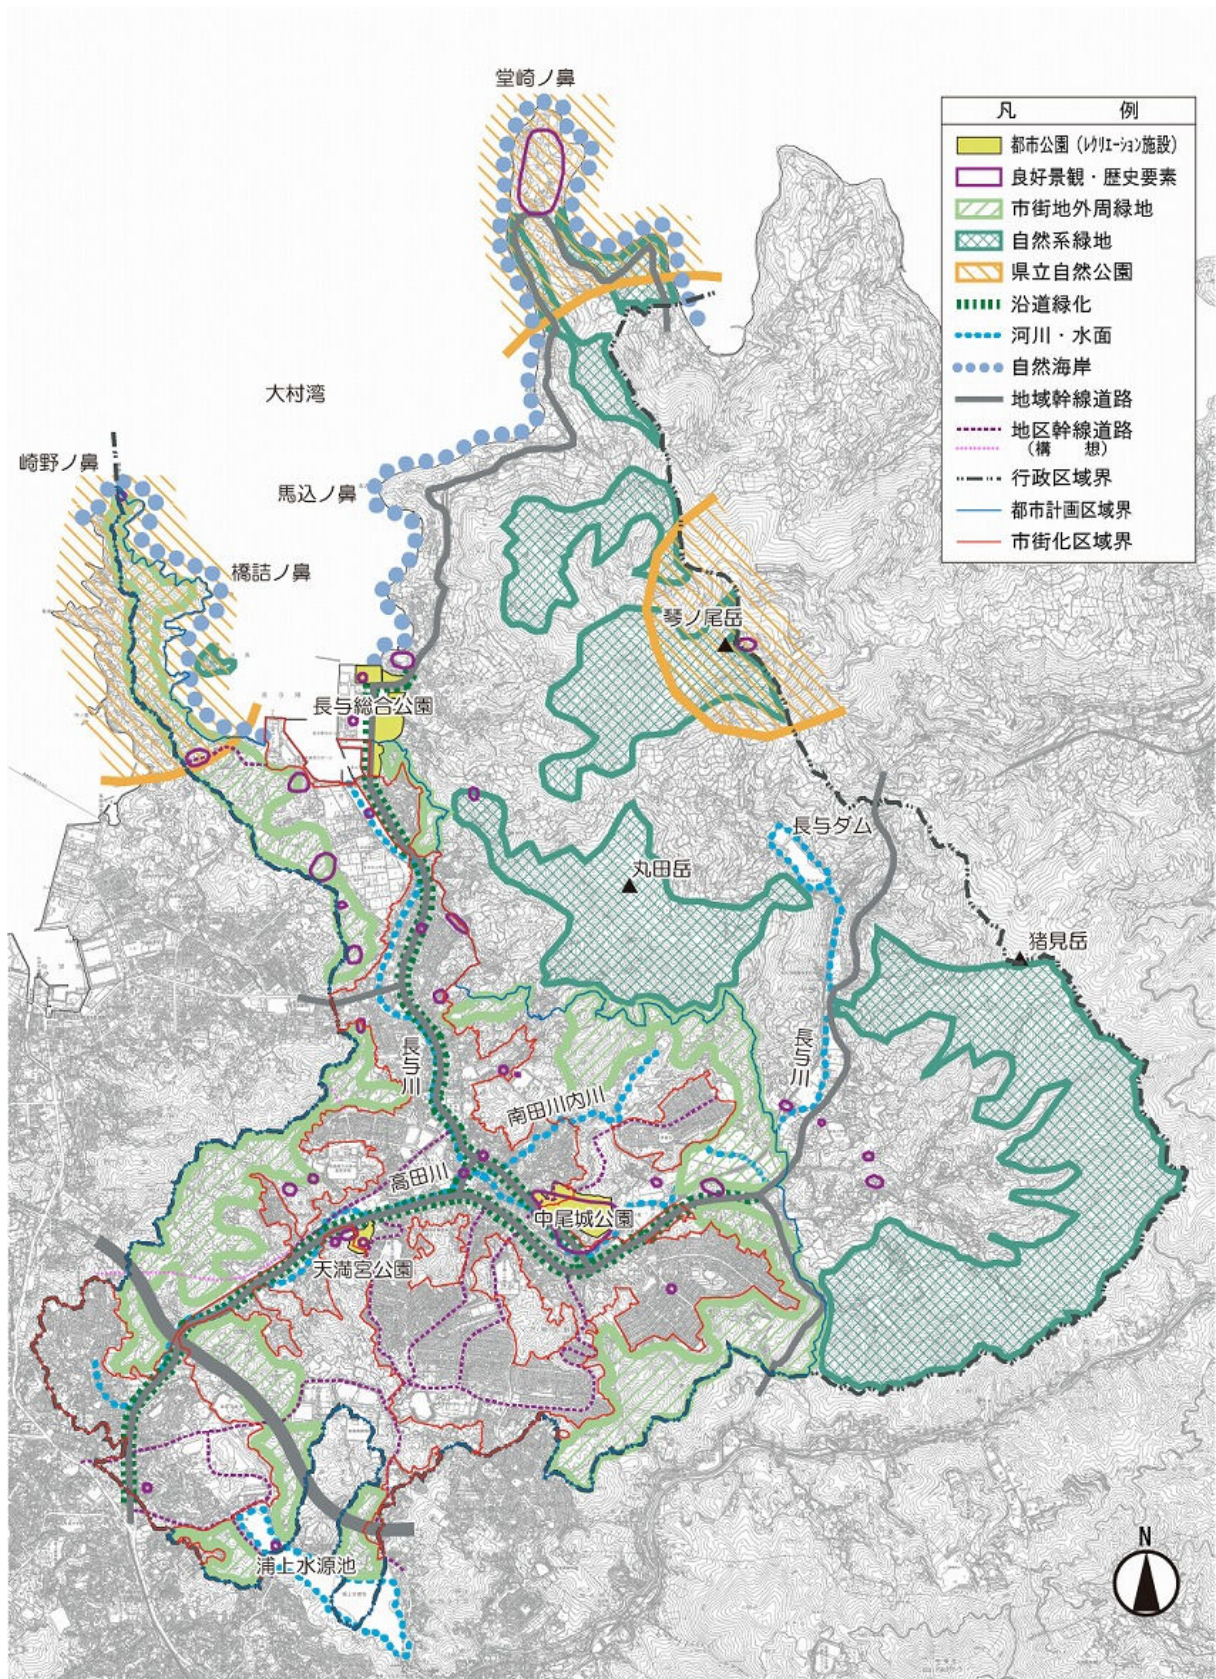 堂崎ノ鼻
凡　例
都市公園（ﾚｸﾘｴｰｼｮﾝ施設）
良好景観・歴史要素
市街地外周緑地
自然系緑地
県立自然公園
沿道緑化
河川・水面
自然海岸
地域幹線道路
地区幹線道路
（構　想）
行政区域界
都市計画区域界
市街化区域界
大村湾
崎野ノ鼻
馬込ノ鼻
橋詰ノ鼻
琴ノ尾岳
長与総合公園
長与ダム
丸田岳
猪見岳
長与川
長与川
南田川内川
高田川
中尾城公園
天満宮公園
浦上水源池
N